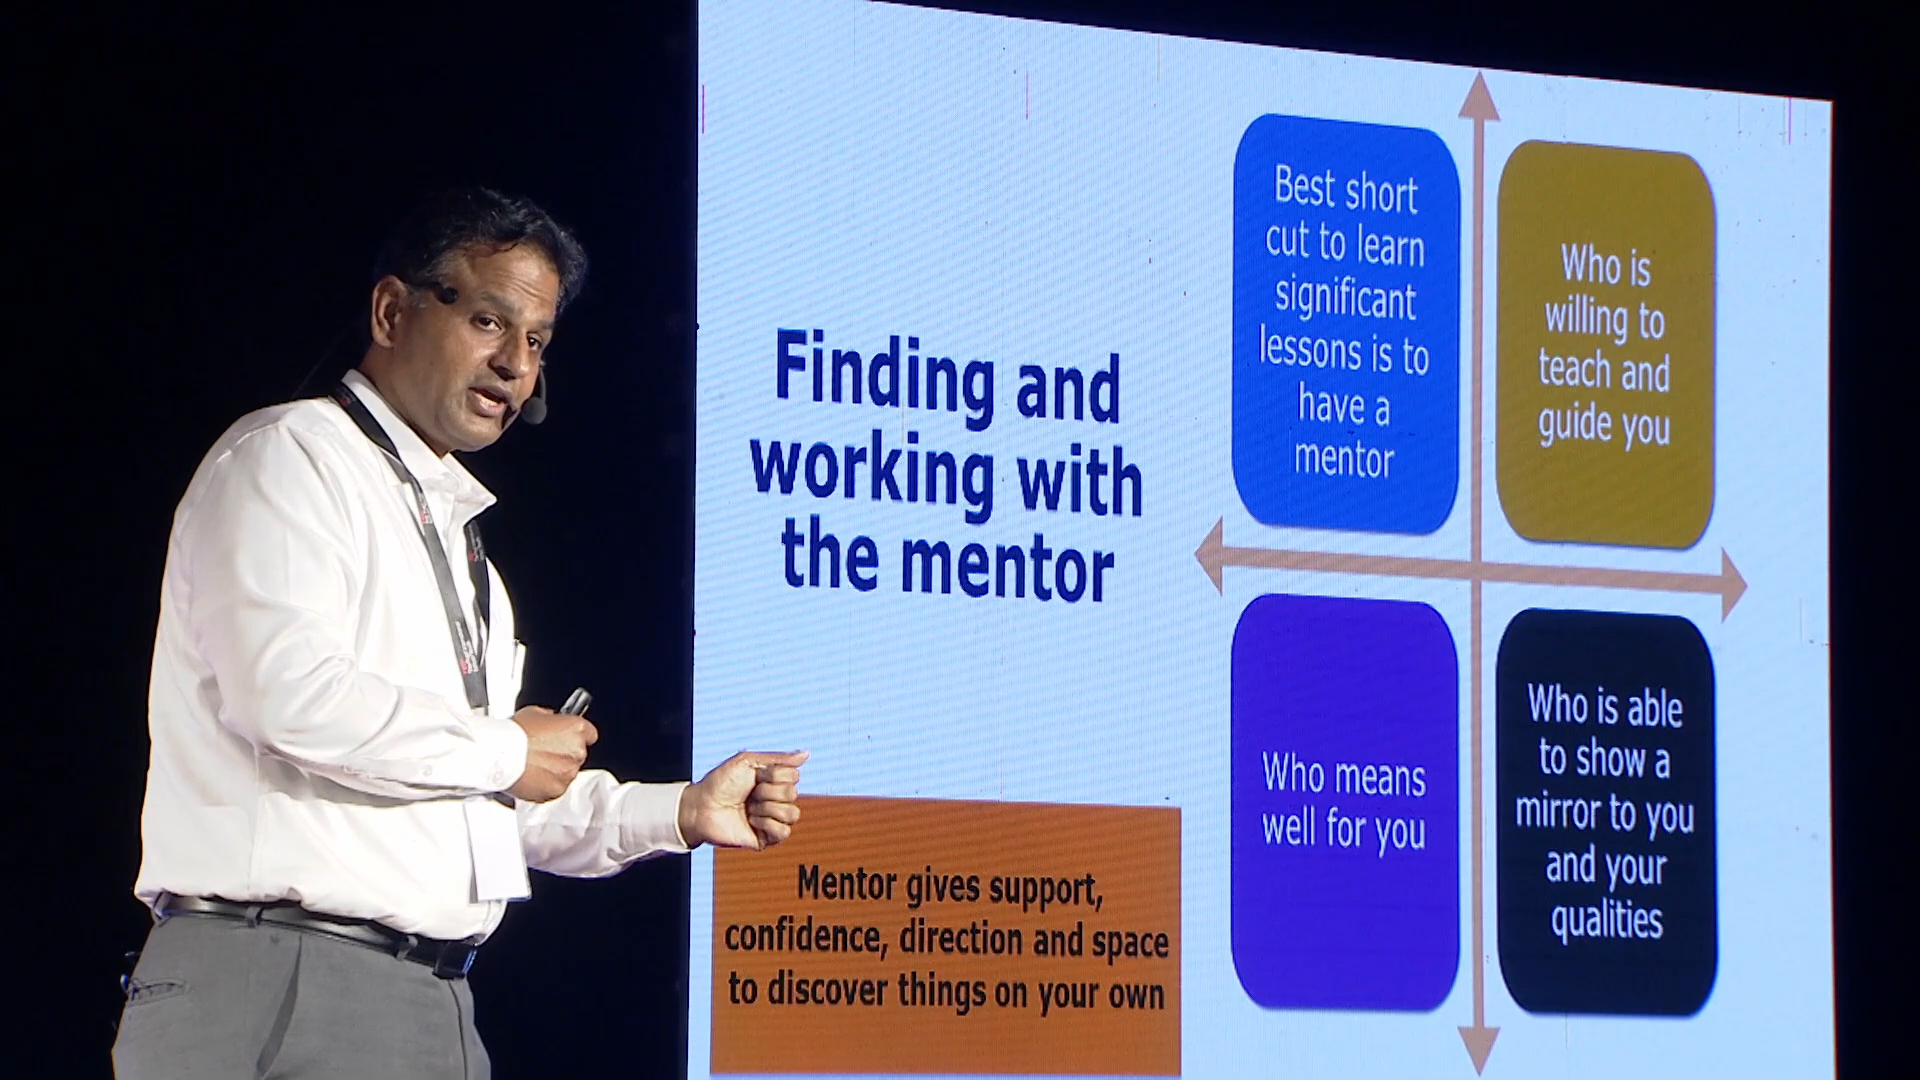 Finding and
working with
the mentor
Mentor gives support,
confidence, direction and space
to discover things on your own
Best short
cut to learn
significant
lessons is to
have a
mentor
Who is
willing to
teach and
guide you
Who means
well for you
Who is able
to show a
mirror to you
and your
qualities